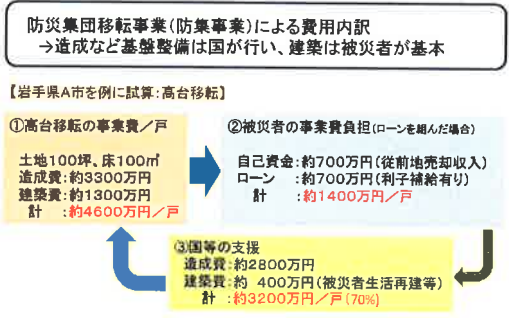 防災集団移転事業(防集事業)による費用内訳
→造成など基盤整備は国が行い、建築は被災者が基本
【岩手県A市を例に試算:高台移転】
①高台移転の事業費/戸
土地100坪、床100㎡
造成費:約3300万円
建築費:約1300万円
計 :約4600万円/戸
②被災者の事業費負担(ローンを組んだ場合)
自己資金:約700万円(従前地売却収入)
ローン :約700万円(利子補給有り)
計 :約1400万円/戸
③国等の支援
造成費:約2800万円
建築費:約 400万円(被災者生活再建等)
計 :約3200万円/戸(70%)